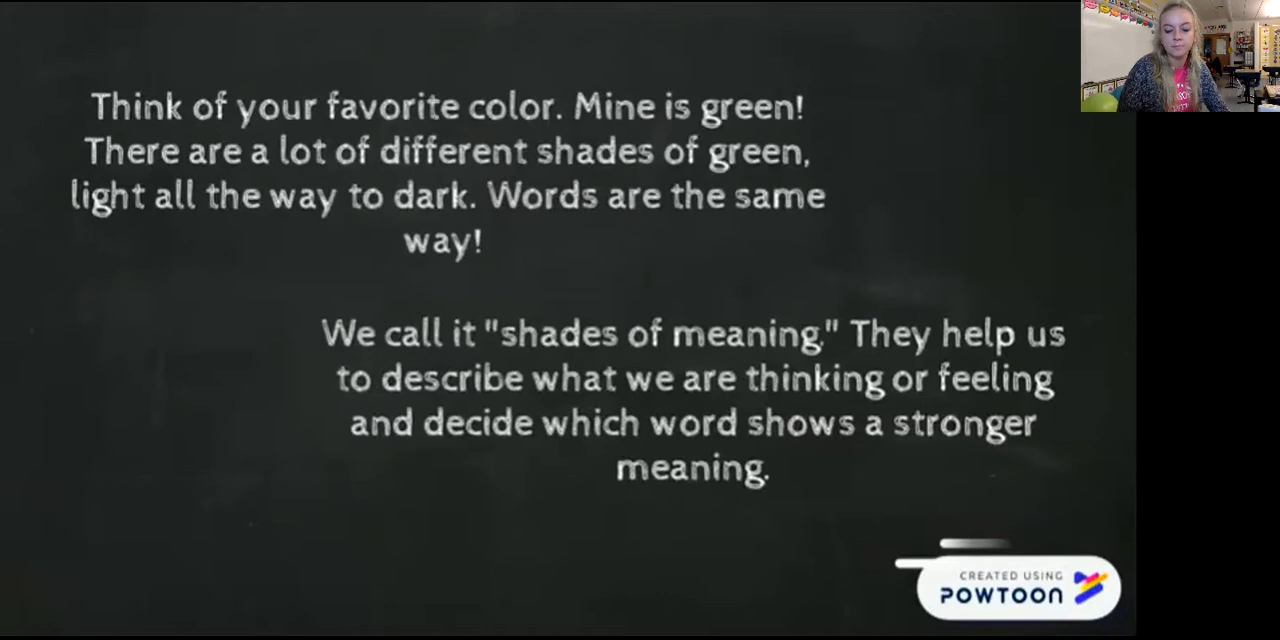 Think of your favorite color. Mine is green!
There are a lot of different shades of green,
light all the way to dark. Words are the same
way!
We call it "shades of meaning." They help us
to describe what we are thinking or feeling
and decide which word shows a stronger
meaning.
CREATED USING
POWTOON